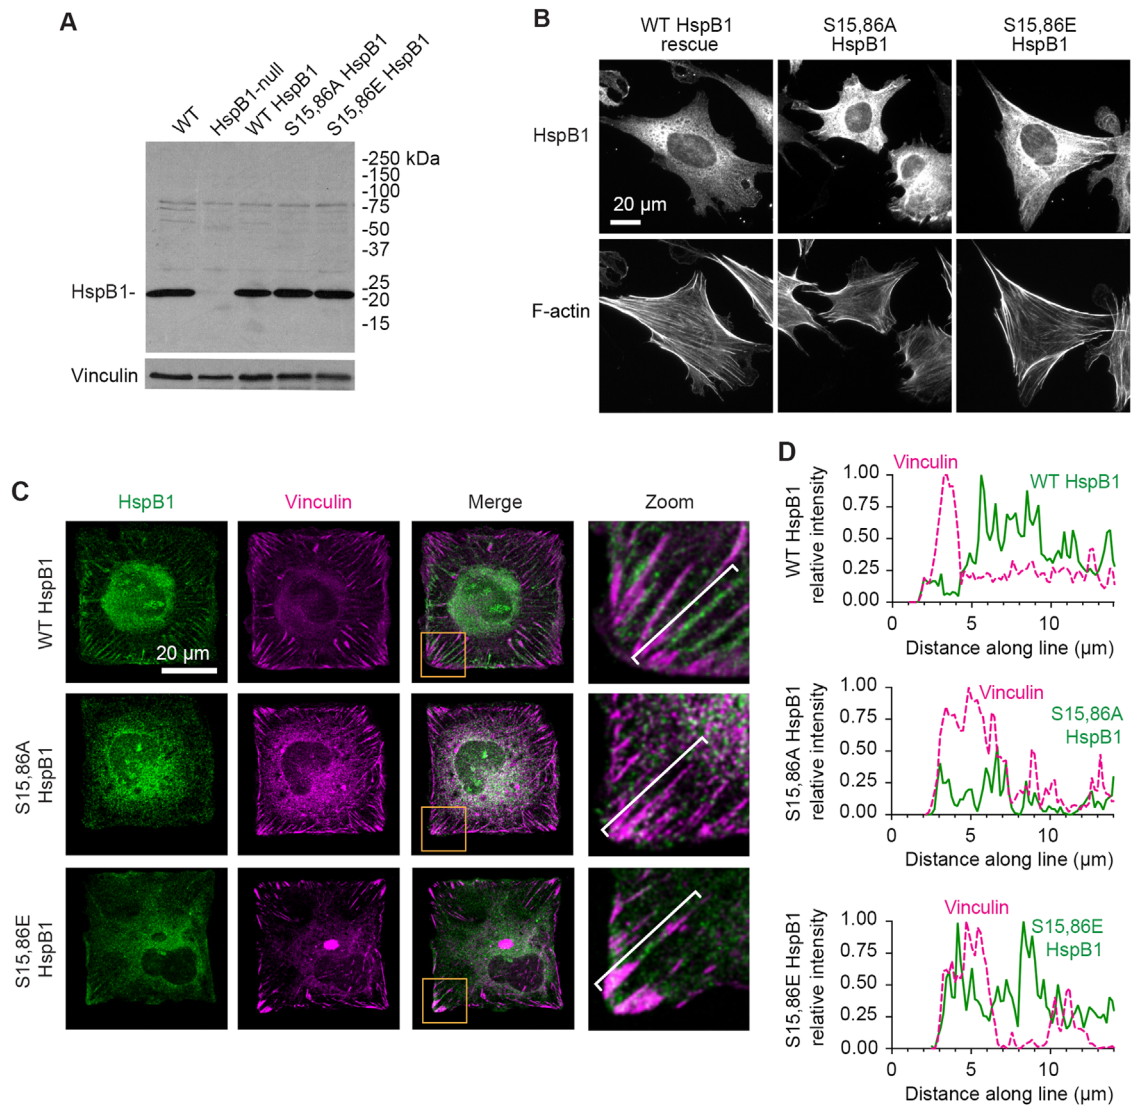 A
WT
HspB1-null
WT HspB1
S15,86A HspB1
S15,86E HspB1
-250 kDa
-150
-100
-75
-50
-37
-25
-20
-15
HspB1-
Vinculin
B
WT HspB1
rescue
S15,86A
HspB1
S15,86E
HspB1
HspB1
20 µm
F-actin
C
HspB1
Vinculin
Merge
Zoom
WT HspB1
20 µm
S15,86A
HspB1
S15,86E
HspB1
D
WT HspB1
relative intensity
1.00
0.75
0.50
0.25
0.00
Vinculin
WT HspB1
0
5
10
Distance along line (µm)
S15,86A HspB1
relative intensity
1.00
0.75
0.50
0.25
0.00
Vinculin
S15,86A
HspB1
0
5
10
Distance along line (µm)
S15,86E HspB1
relative intensity
1.00
0.75
0.50
0.25
0.00
Vinculin
S15,86E
HspB1
0
5
10
Distance along line (µm)